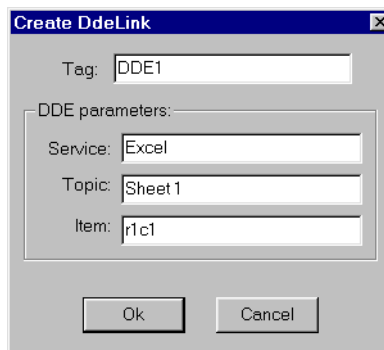 Create DdeLink
Tag: DDE1
DDE parameters:
Service: Excel
Topic: Sheet1
Item: r1c1
Ok Cancel